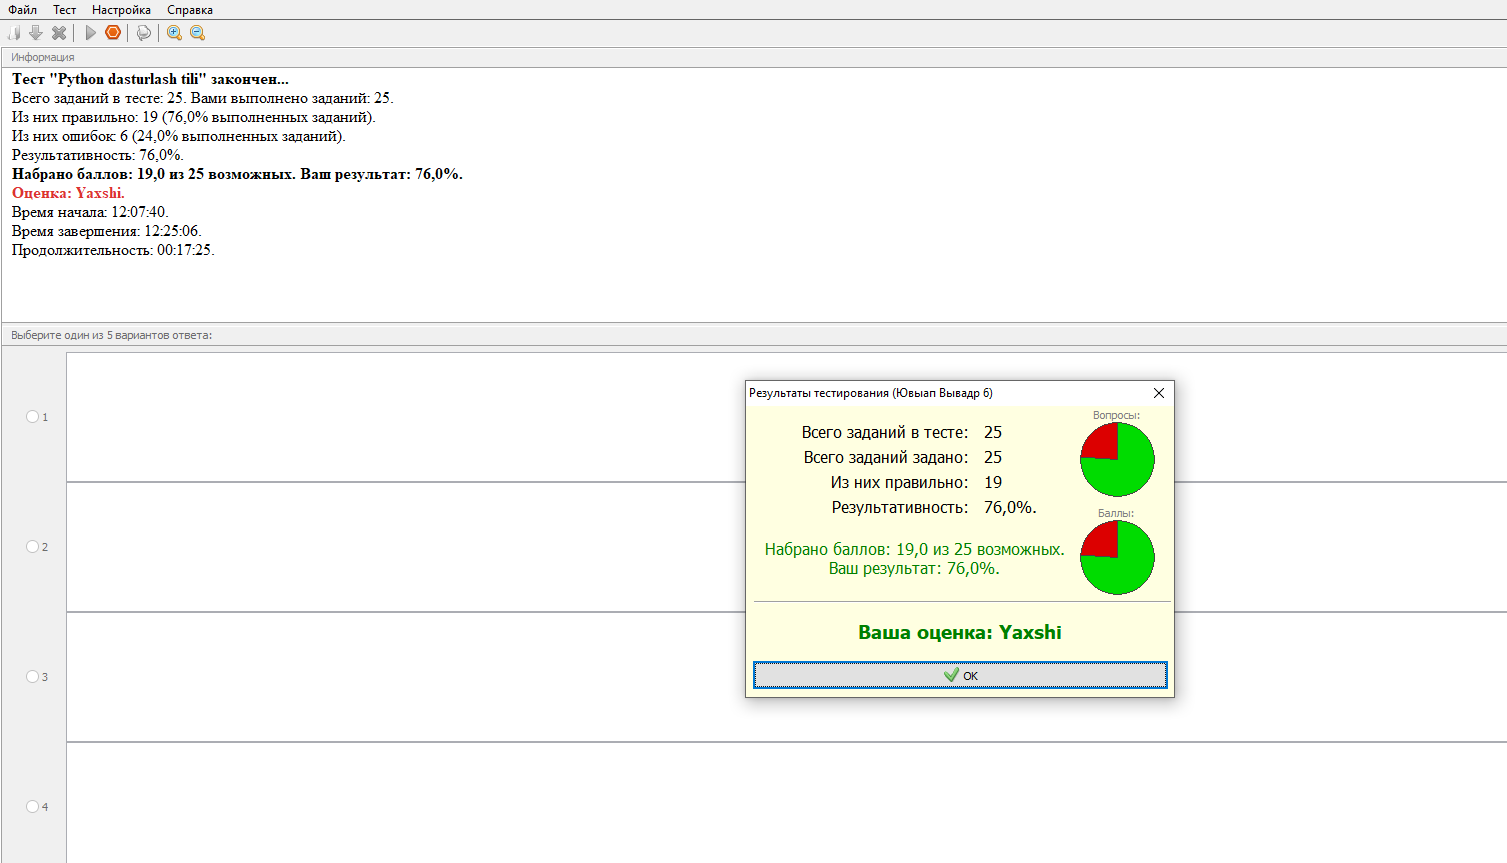 Файл Тест Настройка Справка
Информация
Тест "Python dasturlash tili" закончен...
Всего заданий в тесте: 25. Вами выполнено заданий: 25.
Из них правильно: 19 (76,0% выполненных заданий).
Из них ошибок: 6 (24,0% выполненных заданий).
Результативность: 76,0%.
Набрано баллов: 19,0 из 25 возможных. Ваш результат: 76,0%.
Оценка: Yaxshi.
Время начала: 12:07:40.
Время завершения: 12:25:06.
Продолжительность: 00:17:25.
Выберите один из 5 вариантов ответа:
1
2
3
4
Результаты тестирования (Ювыап Вывадр 6)
Всего заданий в тесте: 25
Всего заданий задано: 25
Из них правильно: 19
Результативность: 76,0%.
Вопросы:
Баллы:
Набрано баллов: 19,0 из 25 возможных.
Ваш результат: 76,0%.
Ваша оценка: Yaxshi
OK